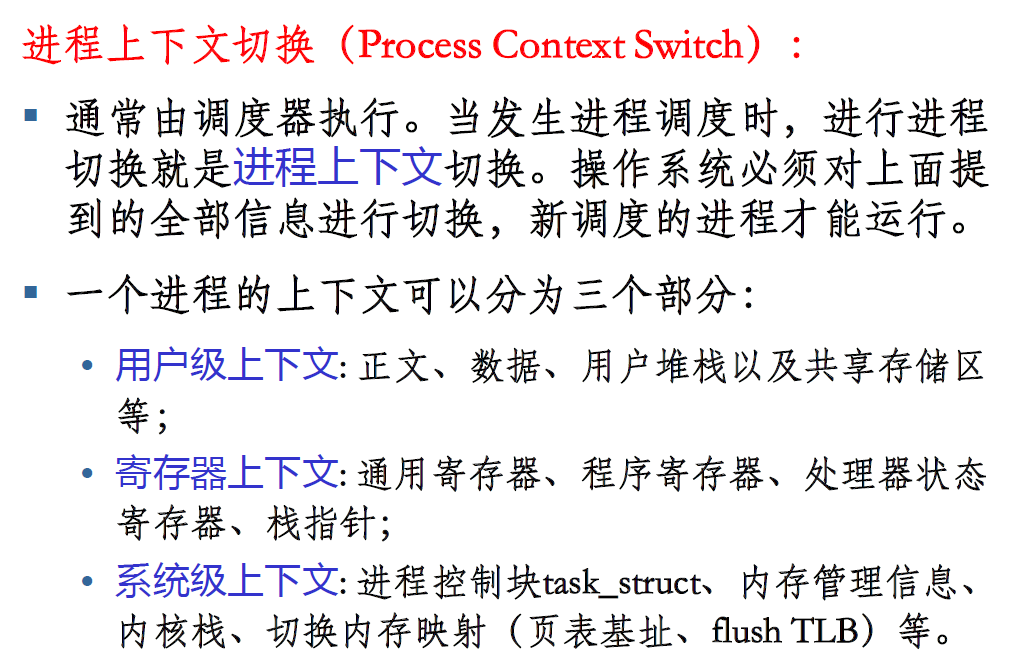 进程上下文切换（Process Context Switch）：
▪ 通常由调度器执行。当发生进程调度时，进行进程
切换就是进程上下文切换。操作系统必须对上面提
到的全部信息进行切换，新调度的进程才能运行。
▪ 一个进程的上下文可以分为三个部分：
• 用户级上下文: 正文、数据、用户堆栈以及共享存储区
等；
• 寄存器上下文: 通用寄存器、程序寄存器、处理器状态
寄存器、栈指针；
• 系统级上下文: 进程控制块task_struct、内存管理信息、
内核栈、切换内存映射（页表基址、flush TLB）等。